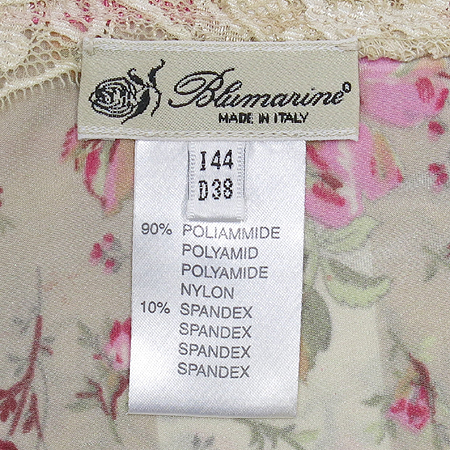 Blumarine®
MADE IN ITALY
I 44
D 38
90% POLIAMMIDE
POLYAMID
POLYAMIDE
NYLON
10% SPANDEX
SPANDEX
SPANDEX
SPANDEX